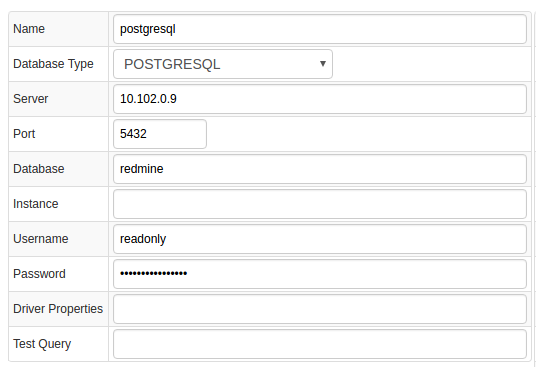 Name postgresql
Database Type POSTGRESQL
Server 10.102.0.9
Port 5432
Database redmine
Instance
Username readonly
Password ••••••••••••••••
Driver Properties
Test Query